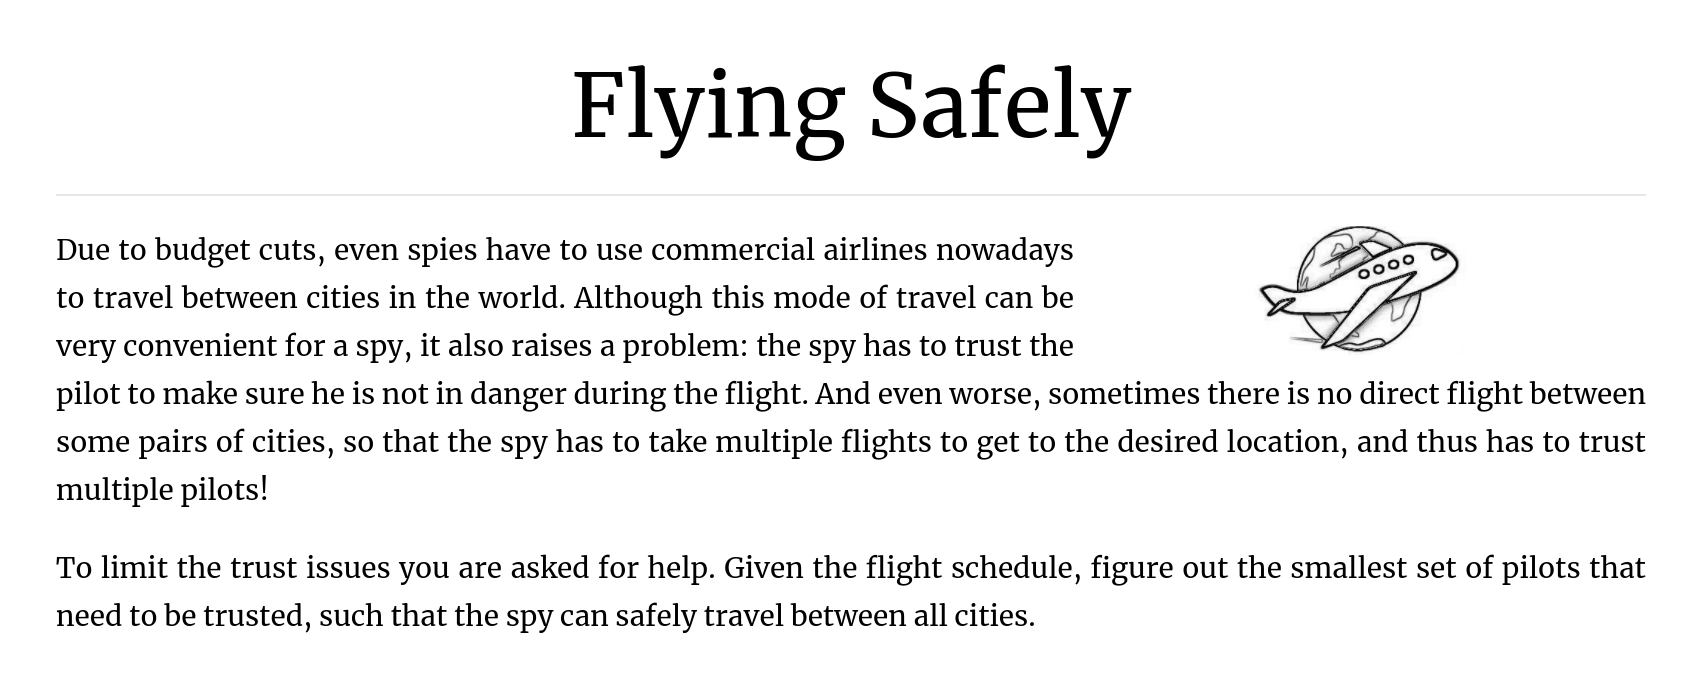 Flying Safely
Due to budget cuts, even spies have to use commercial airlines nowadays
to travel between cities in the world. Although this mode of travel can be
very convenient for a spy, it also raises a problem: the spy has to trust the
pilot to make sure he is not in danger during the flight. And even worse, sometimes there is no direct flight between
some pairs of cities, so that the spy has to take multiple flights to get to the desired location, and thus has to trust
multiple pilots!
To limit the trust issues you are asked for help. Given the flight schedule, figure out the smallest set of pilots that
need to be trusted, such that the spy can safely travel between all cities.